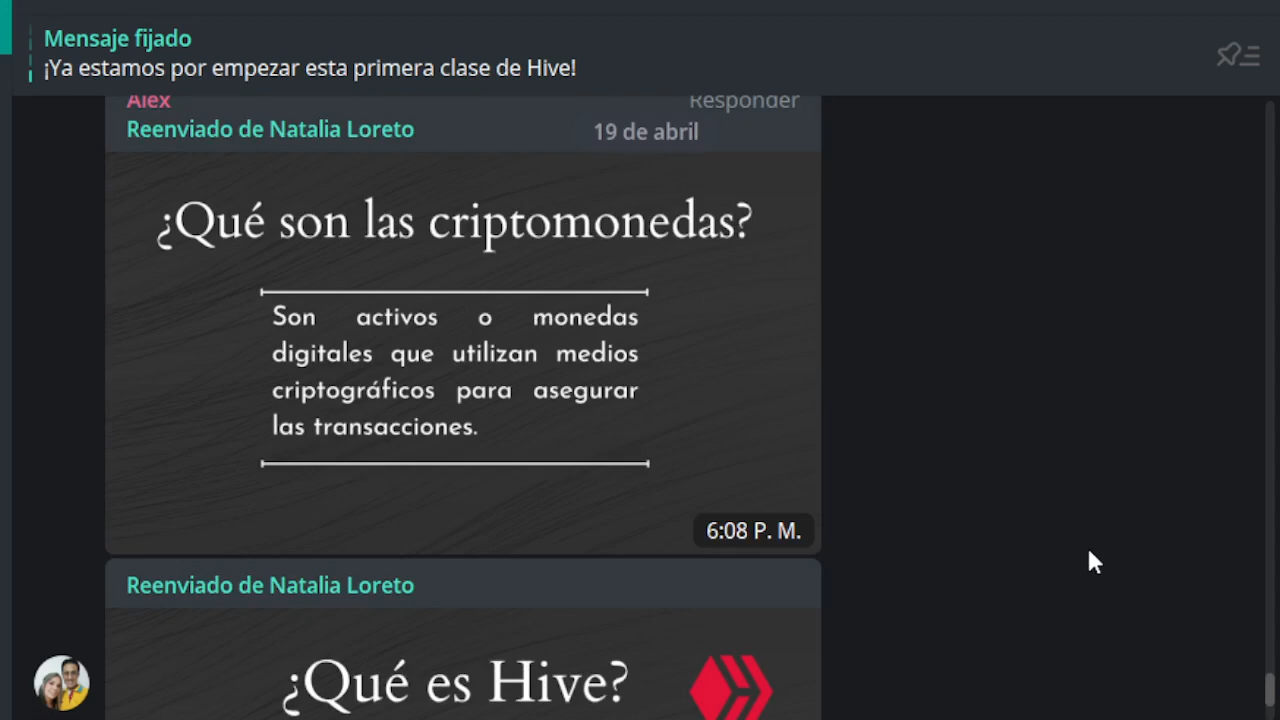 Mensaje fijado
¡Ya estamos por empezar esta primera clase de Hive!
Alex
Responder
Reenviado de Natalia Loreto
19 de abril
¿Qué son las criptomonedas?
Son activos o monedas
digitales que utilizan medios
criptográficos para asegurar
las transacciones.
6:08 P. M.
Reenviado de Natalia Loreto
¿Qué es Hive?